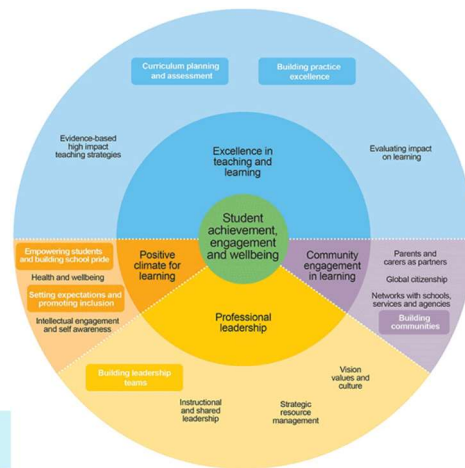 Curriculum planning
and assessment
Building practice
excellence
Evidence-based
high impact
teaching strategies
Evaluating impact
on learning
Excellence in
teaching and
learning
Student
achievement,
engagement
and wellbeing
Empowering students
and building school pride
Health and wellbeing
Setting expectations and
promoting inclusion
Intellectual engagement
and self awareness
Positive
climate for
learning
Community
engagement
in learning
Parents and
carers as partners
Global citizenship
Networks with schools,
services and agencies
Building
communities
Professional
leadership
Building leadership
teams
Instructional
and shared
leadership
Strategic
resource
management
Vision
values and
culture